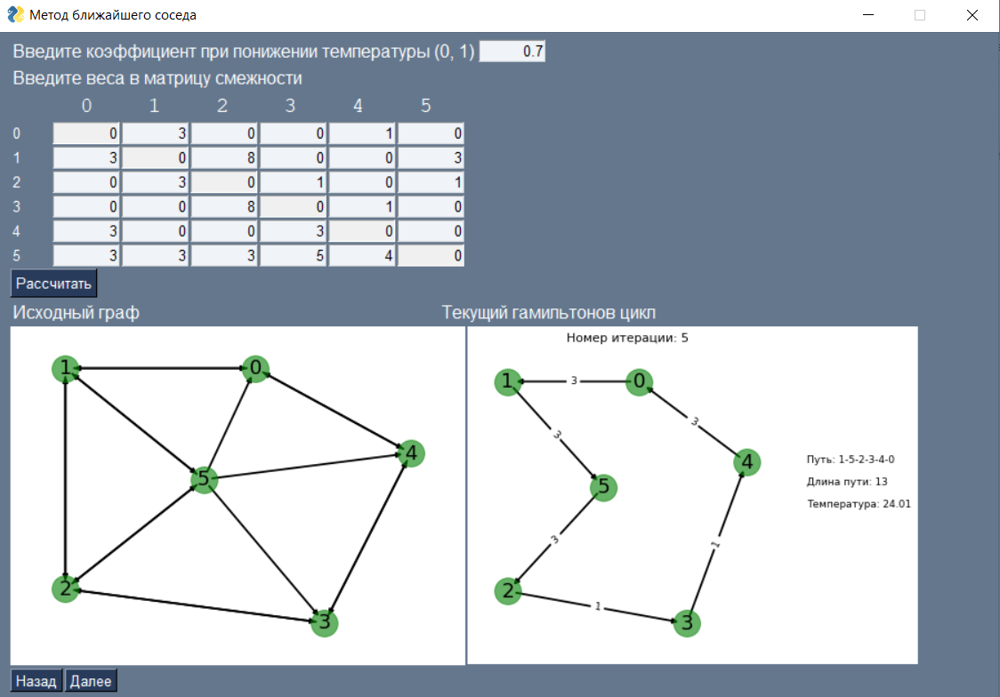 Метод ближайшего соседа
Введите коэффициент при понижении температуры (0, 1) 0.7
Введите веса в матрицу смежности
0 1 2 3 4 5
0 0 3 0 0 1 0
1 3 0 8 0 0 3
2 0 3 0 1 0 1
3 0 0 8 0 1 0
4 3 0 0 3 0 0
5 3 3 3 5 4 0
Рассчитать
Исходный граф Текущий гамильтонов цикл
Номер итерации: 5
1 0
4
5
2
3
1 3 0
3 3
4
5
Путь: 1-5-2-3-4-0
Длина пути: 13
Температура: 24.01
3 1
2 1 3
Назад Далее